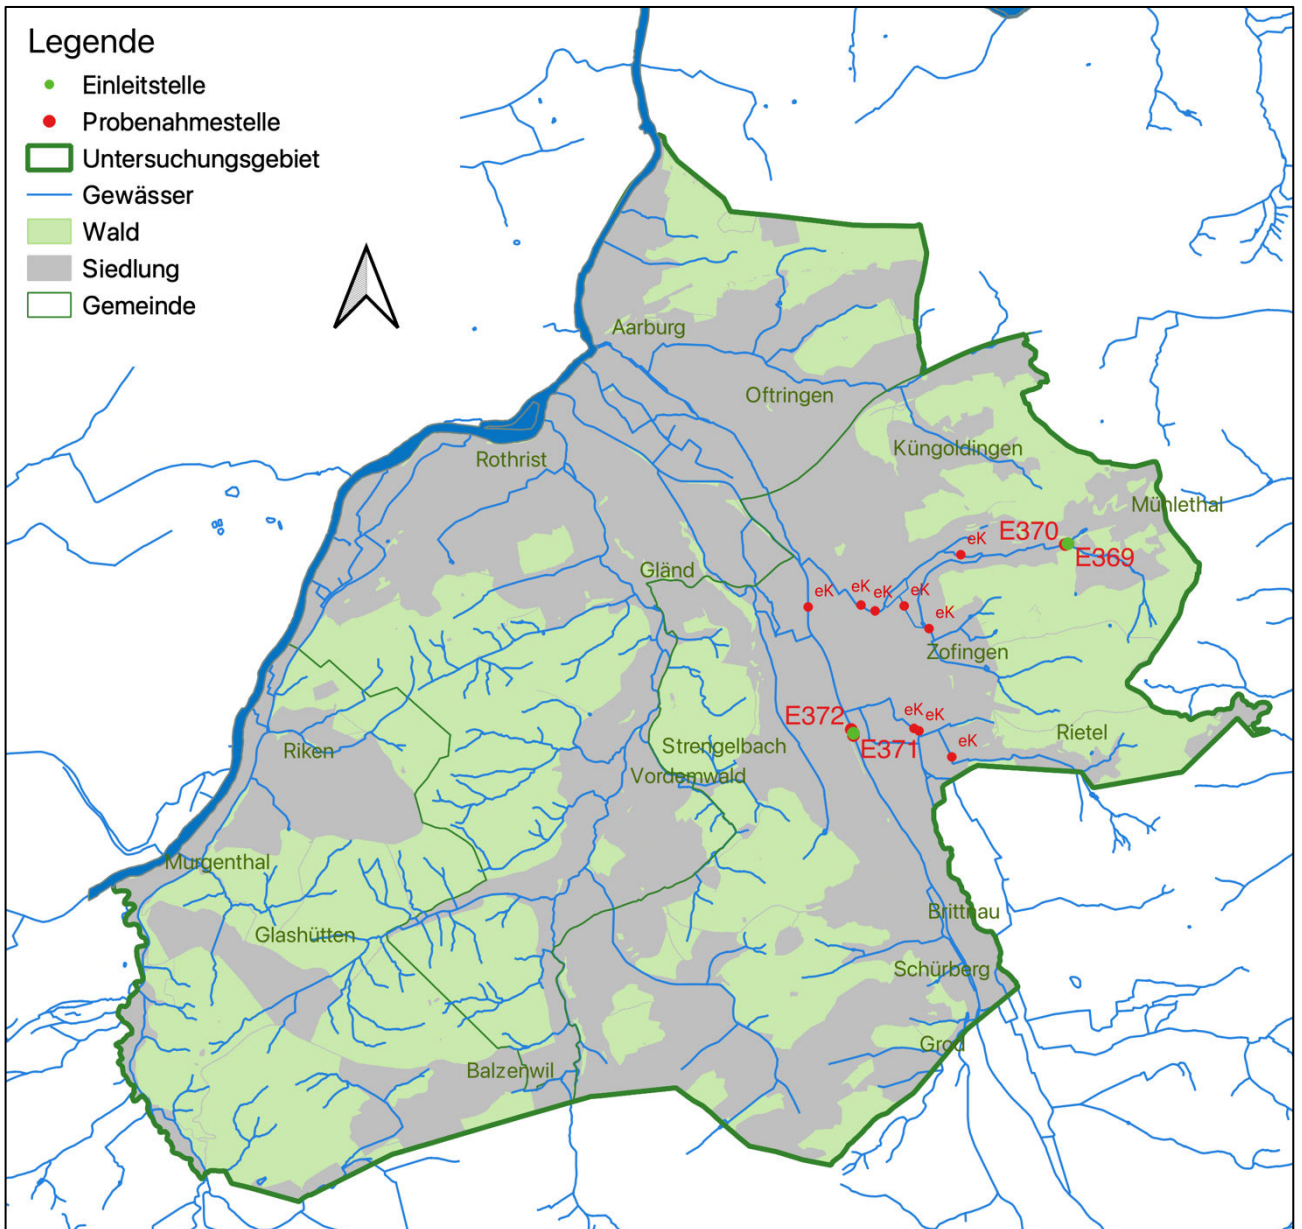 Legende
Einleitstelle
Probenahmestelle
Untersuchungsgebiet
Gewässer
Wald
Siedlung
Gemeinde
Aarburg
Oftringen
Küngoldingen
Rothrist
Mühlethal
E370
eK
E369
Gländ
eK
eK
eK
eK
eK
Zofingen
eK
eK
E372
Rietel
Strengelbach
E371
eK
Riken
Vordemwald
Murgenthal
Brittnau
Glashütten
Schürberg
Grod
Balzenwil